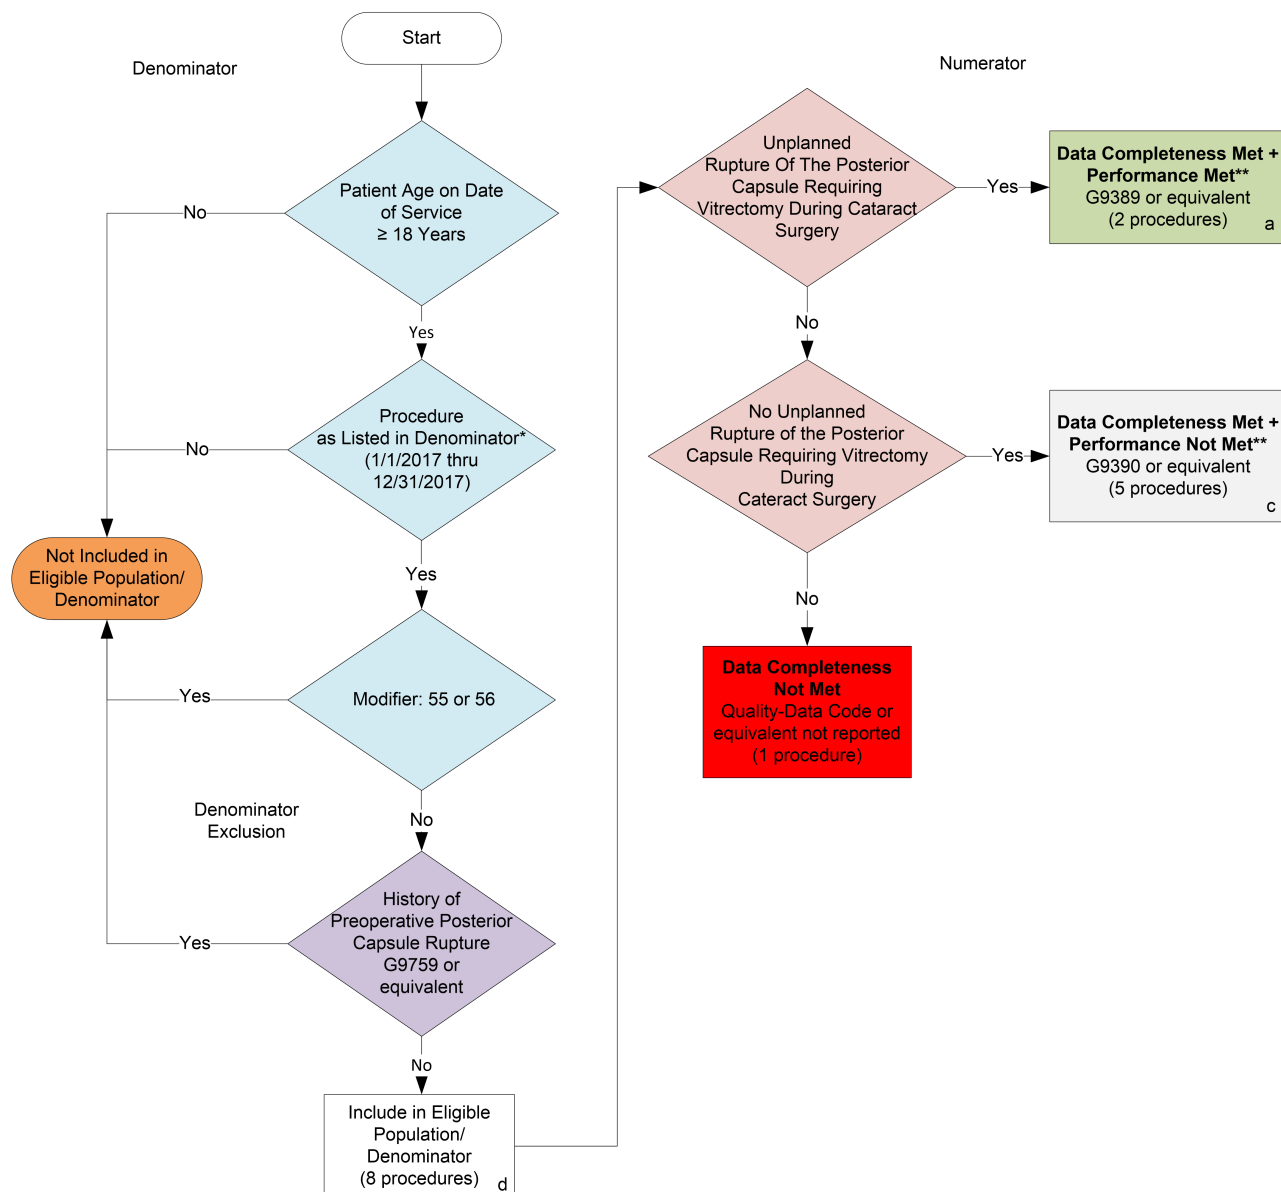 Start
Denominator
Patient Age on Date
of Service
≥ 18 Years
No
Yes
Procedure
as Listed in Denominator*
(1/1/2017 thru
12/31/2017)
No
Yes
Not Included in
Eligible Population/
Denominator
Modifier: 55 or 56
Yes
No
Denominator
Exclusion
History of
Preoperative Posterior
Capsule Rupture
G9759 or
equivalent
Yes
No
Include in Eligible
Population/
Denominator
(8 procedures)
d
Numerator
Unplanned
Rupture Of The Posterior
Capsule Requiring
Vitrectomy During Cataract
Surgery
Yes
Data Completeness Met +
Performance Met**
G9389 or equivalent
(2 procedures)
a
No
No Unplanned
Rupture of the Posterior
Capsule Requiring Vitrectomy
During
Cateract Surgery
Yes
Data Completeness Met +
Performance Not Met**
G9390 or equivalent
(5 procedures)
c
No
Data Completeness
Not Met
Quality-Data Code or
equivalent not reported
(1 procedure)